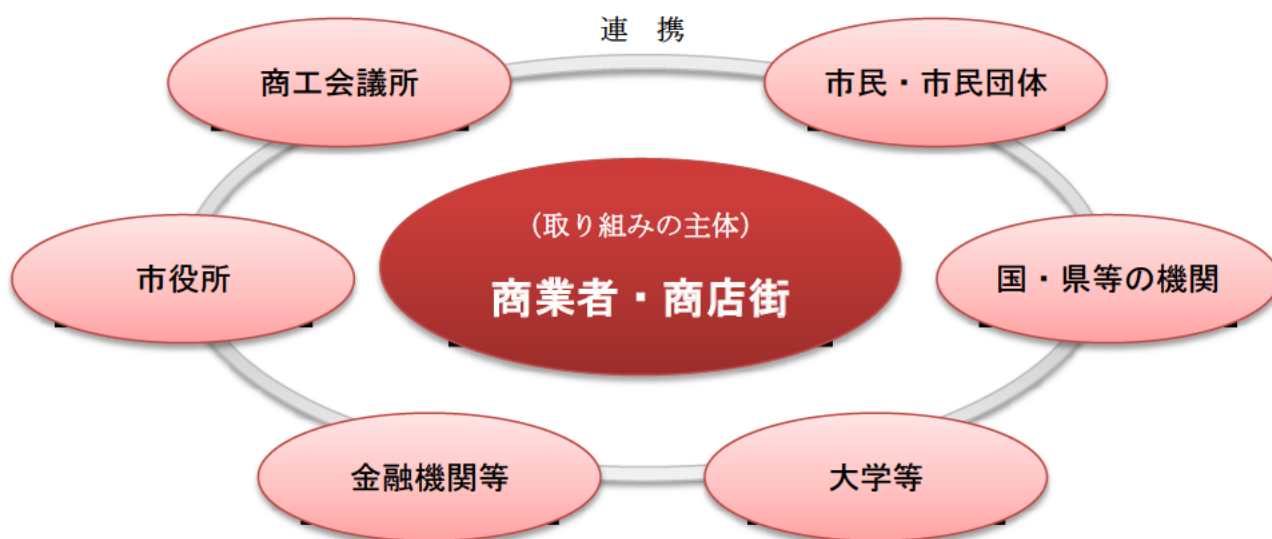 連　携
商工会議所
市民・市民団体
(取り組みの主体)
商業者・商店街
市役所
国・県等の機関
金融機関等
大学等